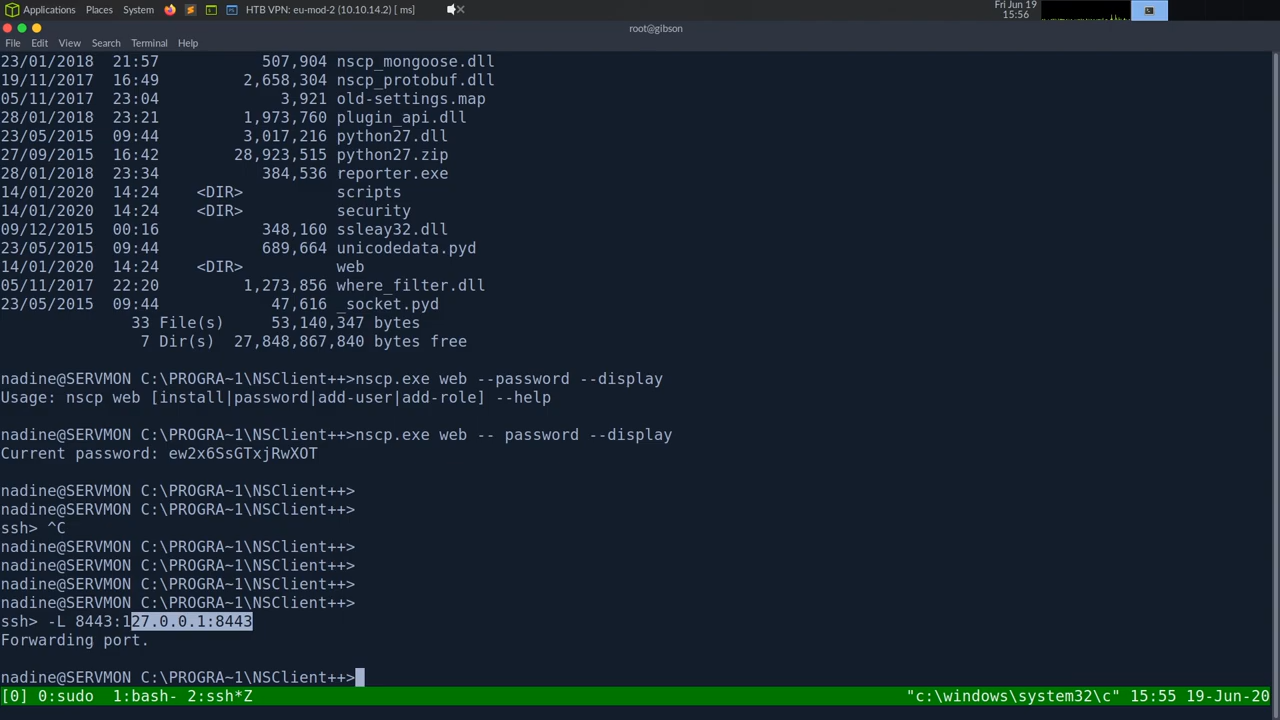 Applications Places System HTB VPN: eu-mod-2 (10.10.14.2) [ ms]
Fri Jun 19
15:56
root@gibson
File Edit View Search Terminal Help
23/01/2018 21:57 507,904 nscp_mongoose.dll
19/11/2017 16:49 2,658,304 nscp_protobuf.dll
05/11/2017 23:04 3,921 old-settings.map
28/01/2018 23:21 1,973,760 plugin_api.dll
23/05/2015 09:44 3,017,216 python27.dll
27/09/2015 16:42 28,923,515 python27.zip
28/01/2018 23:34 384,536 reporter.exe
14/01/2020 14:24 <DIR> scripts
14/01/2020 14:24 <DIR> security
09/12/2015 00:16 348,160 ssleay32.dll
23/05/2015 09:44 689,664 unicodedata.pyd
14/01/2020 14:24 <DIR> web
05/11/2017 22:20 1,273,856 where_filter.dll
23/05/2015 09:44 47,616 _socket.pyd
33 File(s) 53,140,347 bytes
7 Dir(s) 27,848,867,840 bytes free
nadine@SERVMON C:\PROGRA~1\NSClient++>nscp.exe web --password --display
Usage: nscp web [install|password|add-user|add-role] --help
nadine@SERVMON C:\PROGRA~1\NSClient++>nscp.exe web -- password --display
Current password: ew2x6SsGTxjRwXOT
nadine@SERVMON C:\PROGRA~1\NSClient++>
nadine@SERVMON C:\PROGRA~1\NSClient++>
ssh> ^C
nadine@SERVMON C:\PROGRA~1\NSClient++>
nadine@SERVMON C:\PROGRA~1\NSClient++>
nadine@SERVMON C:\PROGRA~1\NSClient++>
nadine@SERVMON C:\PROGRA~1\NSClient++>
ssh> -L 8443:127.0.0.1:8443
Forwarding port.
nadine@SERVMON C:\PROGRA~1\NSClient++>
[0] 0:sudo 1:bash- 2:ssh*Z "c:\windows\system32\c" 15:55 19-Jun-20